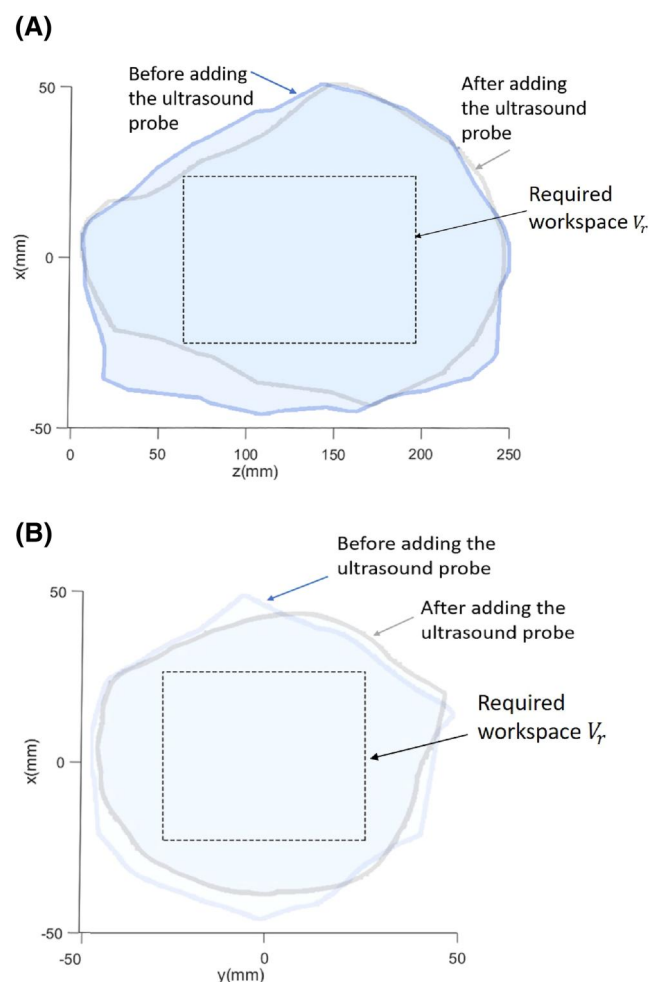 (A)
Before adding
the ultrasound
probe
After adding
the ultrasound
probe
Required
workspace Vr
50
0
-50
x(mm)
0 50 100 150 200 250
z(mm)
(B)
Before adding the
ultrasound probe
After adding the
ultrasound probe
Required
workspace Vr
50
0
-50
x(mm)
-50 0 50
y(mm)